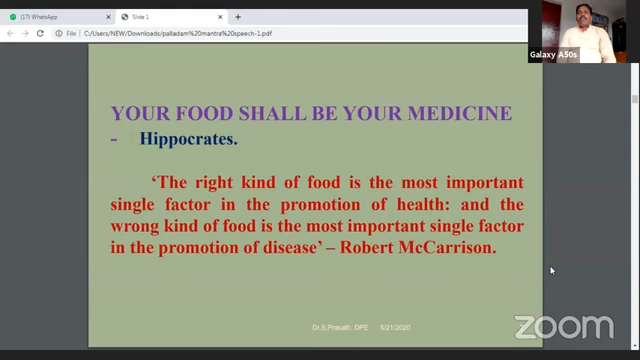 (17) WhatsApp
Slide 1
File | C:/Users/NEW/Downloads/palladam%20mantra%20speech-1.pdf
Galaxy A50s
YOUR FOOD SHALL BE YOUR MEDICINE
- Hippocrates.
‘The right kind of food is the most important
single factor in the promotion of health: and the
wrong kind of food is the most important single factor
in the promotion of disease’ – Robert McCarrison.
Dr.S.Prasath. DPE 5/21/2020
zoom